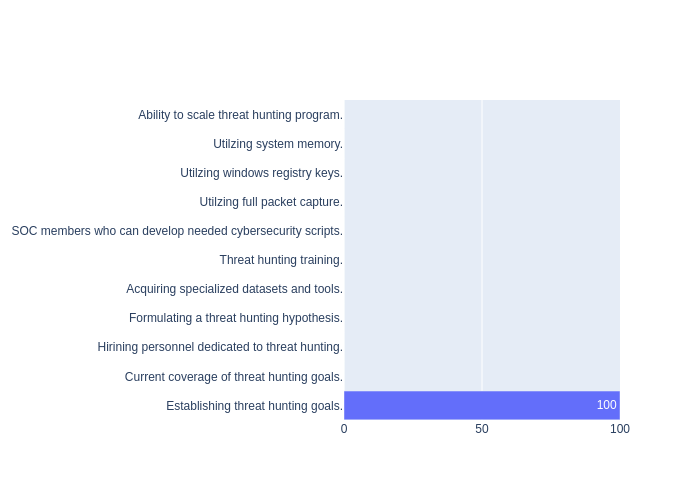 Ability to scale threat hunting program.
Utilzing system memory.
Utilzing windows registry keys.
Utilzing full packet capture.
SOC members who can develop needed cybersecurity scripts.
Threat hunting training.
Acquiring specialized datasets and tools.
Formulating a threat hunting hypothesis.
Hirining personnel dedicated to threat hunting.
Current coverage of threat hunting goals.
Establishing threat hunting goals.
100
0
50
100